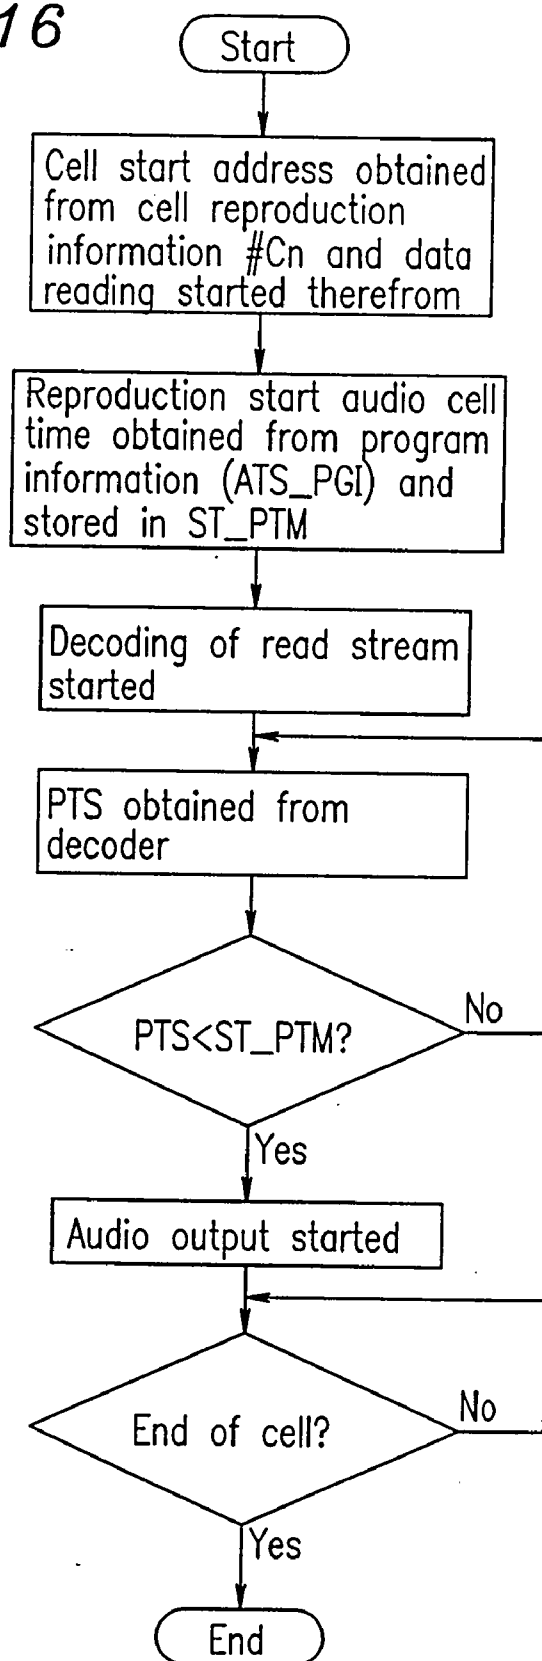 16
Start
Cell start address obtained
from cell reproduction
information #Cn and data
reading started therefrom
Reproduction start audio cell
time obtained from program
information (ATS_PGI) and
stored in ST_PTM
Decoding of read stream
started
PTS obtained from
decoder
PTS<ST_PTM?
No
Yes
Audio output started
End of cell?
No
Yes
End